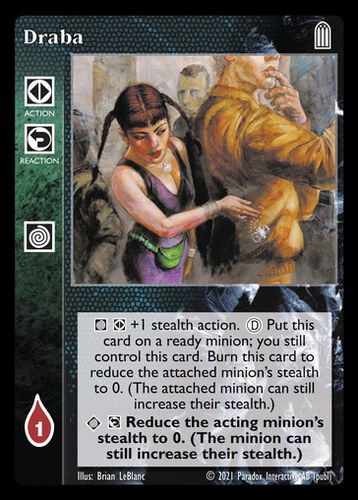 Draba
ACTION
REACTION
+1 stealth action. Ⓓ Put this
card on a ready minion; you still
control this card. Burn this card to
reduce the attached minion's stealth
to 0. (The attached minion can still
increase their stealth.)
Reduce the acting minion's
stealth to 0. (The minion can
still increase their stealth.)
1
Illus: Brian LeBlanc © 2021 Paradox Interactive AB (publ)